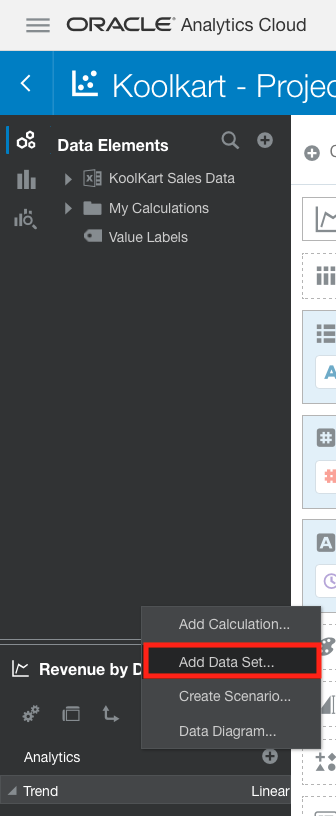 ORACLE Analytics Cloud
Koolkart - Projec
Data Elements
KoolKart Sales Data
My Calculations
Value Labels
Add Calculation...
Revenue by D
Add Data Set...
Create Scenario...
Data Diagram...
Analytics
Trend Linear